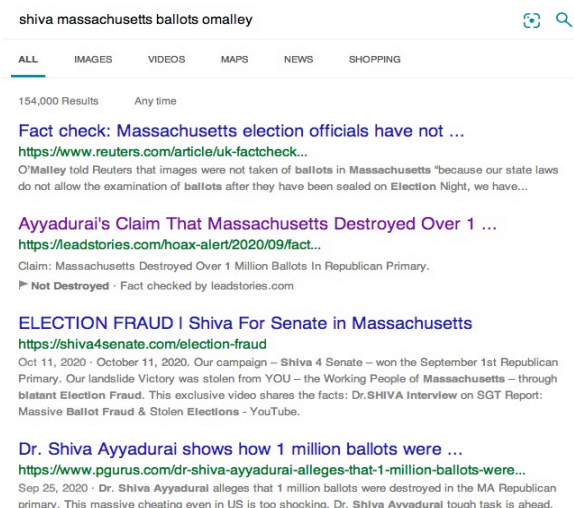 shiva massachusetts ballots omalley
ALL IMAGES VIDEOS MAPS NEWS SHOPPING
154,000 Results Any time
Fact check: Massachusetts election officials have not ...
https://www.reuters.com/article/uk-factcheck...
O'Malley told Reuters that images were not taken of ballots in Massachusetts "because our state laws
do not allow the examination of ballots after they have been sealed on Election Night, we have...
Ayyadurai's Claim That Massachusetts Destroyed Over 1 ...
https://leadstories.com/hoax-alert/2020/09/fact...
Claim: Massachusetts Destroyed Over 1 Million Ballots In Republican Primary.
Not Destroyed · Fact checked by leadstories.com
ELECTION FRAUD | Shiva For Senate in Massachusetts
https://shiva4senate.com/election-fraud
Oct 11, 2020 · October 11, 2020. Our campaign – Shiva 4 Senate – won the September 1st Republican
Primary. Our landslide Victory was stolen from YOU – the Working People of Massachusetts – through
blatant Election Fraud. This exclusive video shares the facts: Dr.SHIVA Interview on SGT Report:
Massive Ballot Fraud & Stolen Elections - YouTube.
Dr. Shiva Ayyadurai shows how 1 million ballots were ...
https://www.pgurus.com/dr-shiva-ayyadurai-alleges-that-1-million-ballots-were...
Sep 25, 2020 · Dr. Shiva Ayyadurai alleges that 1 million ballots were destroyed in the MA Republican
primary. This massive cheating even in US is too shocking. Dr. Shiva Ayyadurai tough task is ahead.